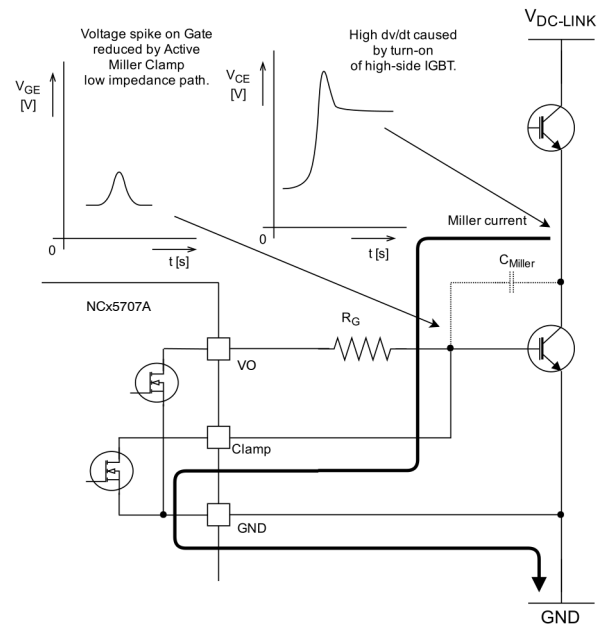 Voltage spike on Gate
reduced by Active
Miller Clamp
low impedance path.
High dv/dt caused
by turn-on
of high-side IGBT.
VDC-LINK
VGE
[V]
VCE
[V]
0
t [s]
0
t [s]
Miller current
CMiller
NCx5707A
RG
VO
Clamp
GND
GND